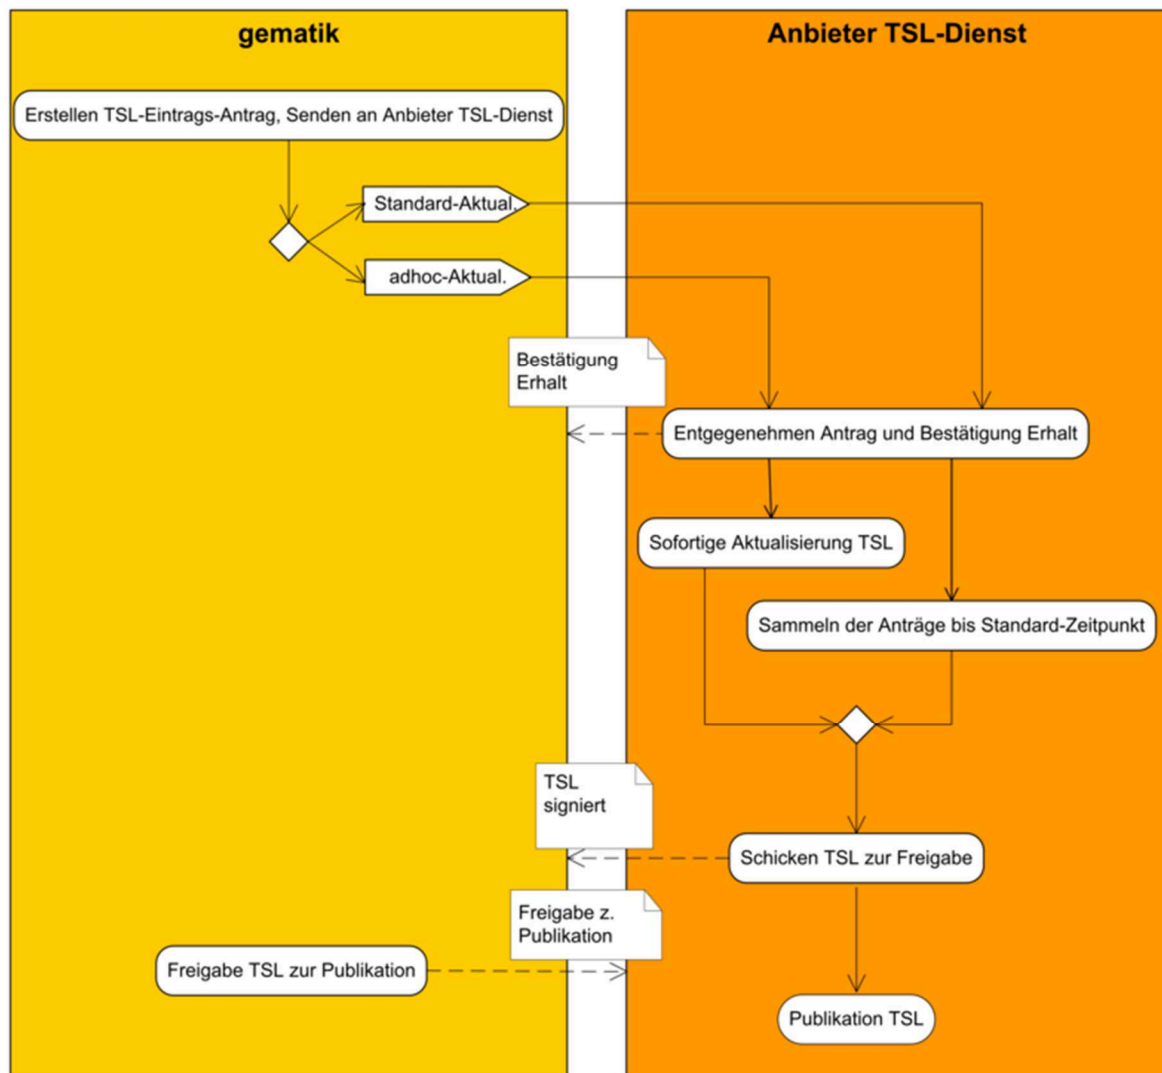 gematik
Anbieter TSL-Dienst
Erstellen TSL-Eintrags-Antrag, Senden an Anbieter TSL-Dienst
Standard-Aktual.
adhoc-Aktual.
Bestätigung
Erhalt
Entgegenehmen Antrag und Bestätigung Erhalt
Sofortige Aktualisierung TSL
Sammeln der Anträge bis Standard-Zeitpunkt
TSL
signiert
Schicken TSL zur Freigabe
Freigabe z.
Publikation
Freigabe TSL zur Publikation
Publikation TSL